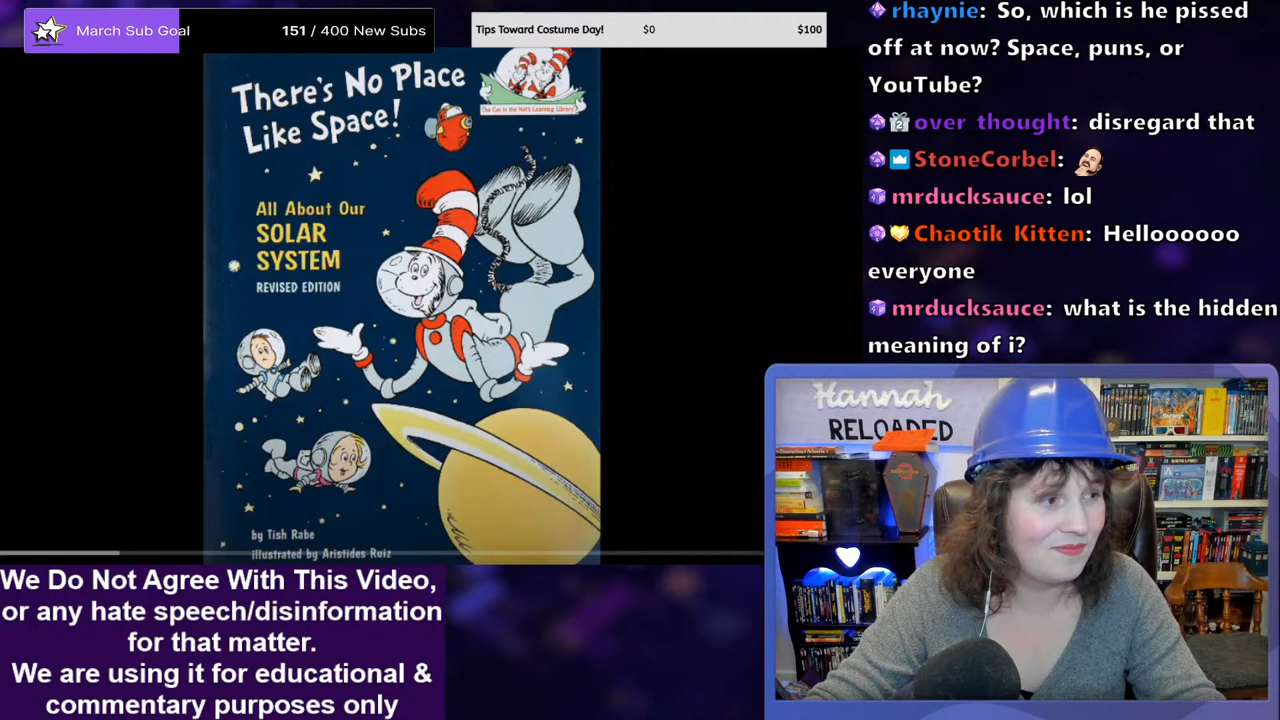 March Sub Goal
151 / 400 New Subs
Tips Toward Costume Day!
$0
$100
There's No Place
Like Space!
The Cat in the Hat's Learning Library
All About Our
SOLAR
SYSTEM
REVISED EDITION
by Tish Rabe
illustrated by Aristides Ruiz
We Do Not Agree With This Video,
or any hate speech/disinformation
for that matter.
We are using it for educational &
commentary purposes only
rhaynie: So, which is he pissed
off at now? Space, puns, or
YouTube?
2 over thought: disregard that
StoneCorbel:
mrducksauce: lol
Chaotik Kitten: Helloooooo
everyone
mrducksauce: what is the hidden
meaning of i?
Hannah
RELOADED